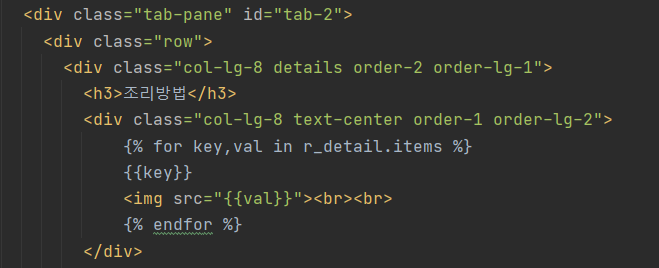 <div class="tab-pane" id="tab-2">
<div class="row">
<div class="col-lg-8 details order-2 order-lg-1">
<h3>조리방법</h3>
<div class="col-lg-8 text-center order-1 order-lg-2">
{% for key,val in r_detail.items %}
{{key}}
<img src="{{val}}"><br><br>
{% endfor %}
</div>